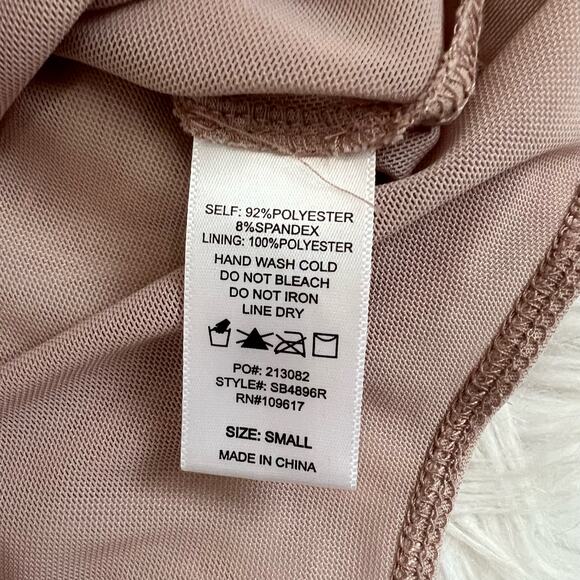 SELF: 92%POLYESTER
8%SPANDEX
LINING: 100%POLYESTER
HAND WASH COLD
DO NOT BLEACH
DO NOT IRON
LINE DRY
PO#: 213082
STYLE#: SB4896R
RN#109617
SIZE: SMALL
MADE IN CHINA